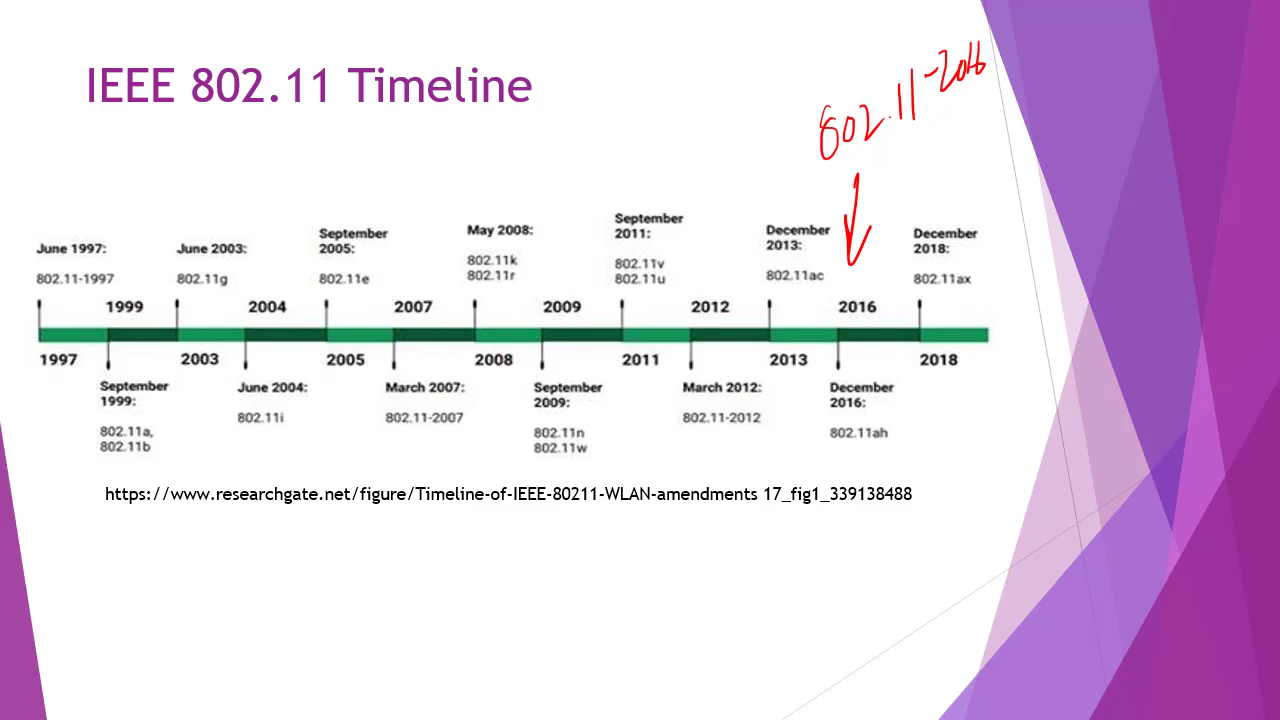 IEEE 802.11 Timeline
802.11-2016
June 1997:
802.11-1997
June 2003:
802.11g
September
2005:
802.11e
May 2008:
802.11k
802.11r
September
2011:
802.11v
802.11u
December
2013:
802.11ac
December
2018:
802.11ax
1999
2004
2007
2009
2012
2016
1997
2003
2005
2008
2011
2013
2018
September
1999:
802.11a,
802.11b
June 2004:
802.11i
March 2007:
802.11-2007
September
2009:
802.11n
802.11w
March 2012:
802.11-2012
December
2016:
802.11ah
https://www.researchgate.net/figure/Timeline-of-IEEE-80211-WLAN-amendments 17_fig1_339138488